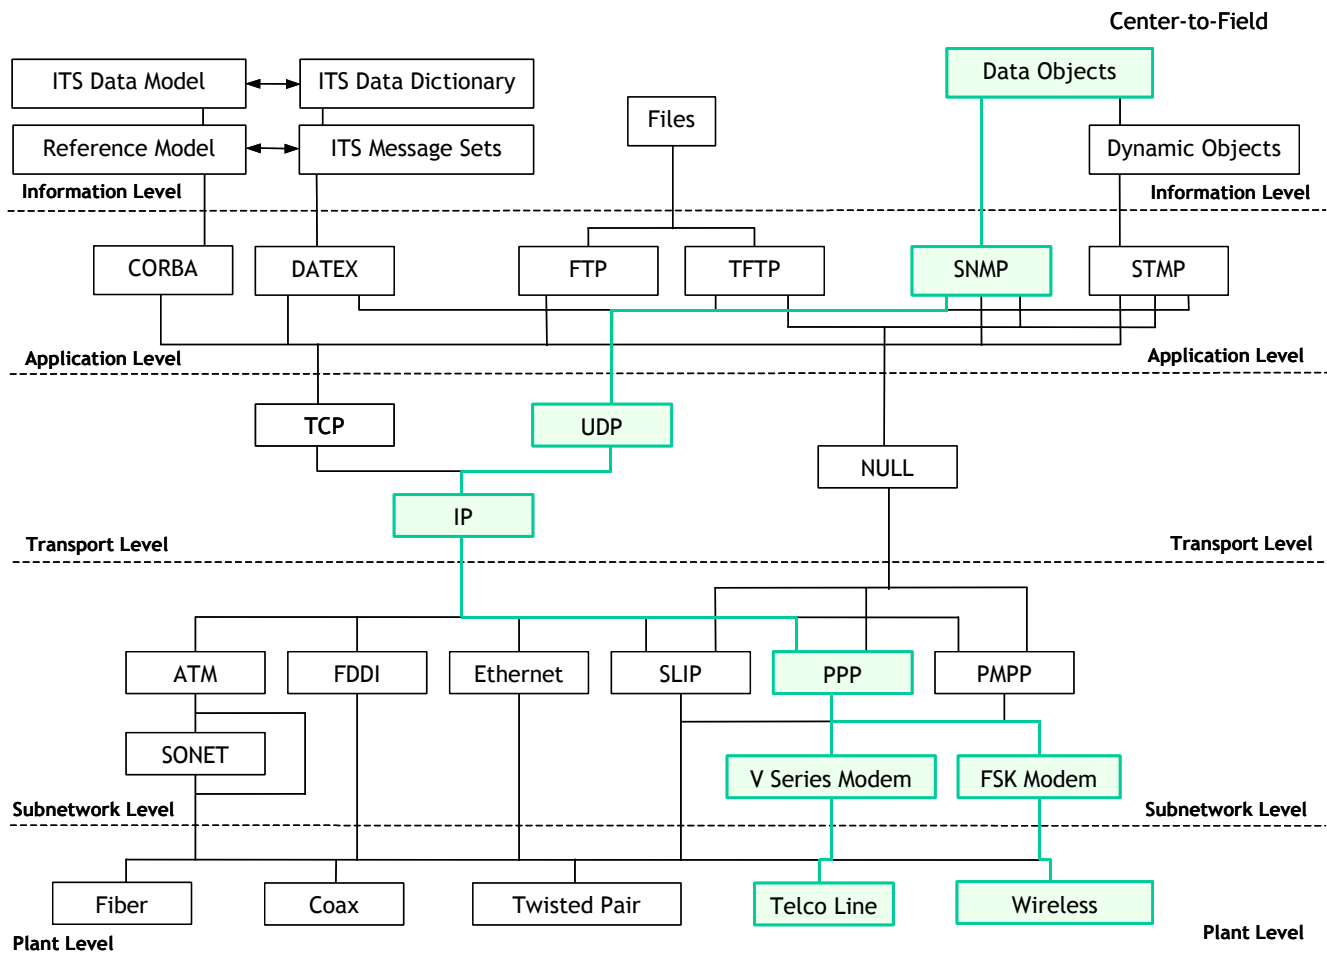 Center-to-Field
ITS Data Model
ITS Data Dictionary
Data Objects
Files
Reference Model
ITS Message Sets
Dynamic Objects
Information Level
Information Level
CORBA
DATEX
FTP
TFTP
SNMP
STMP
Application Level
Application Level
TCP
UDP
NULL
IP
Transport Level
Transport Level
ATM
FDDI
Ethernet
SLIP
PPP
PMPP
SONET
V Series Modem
FSK Modem
Subnetwork Level
Subnetwork Level
Fiber
Coax
Twisted Pair
Telco Line
Wireless
Plant Level
Plant Level